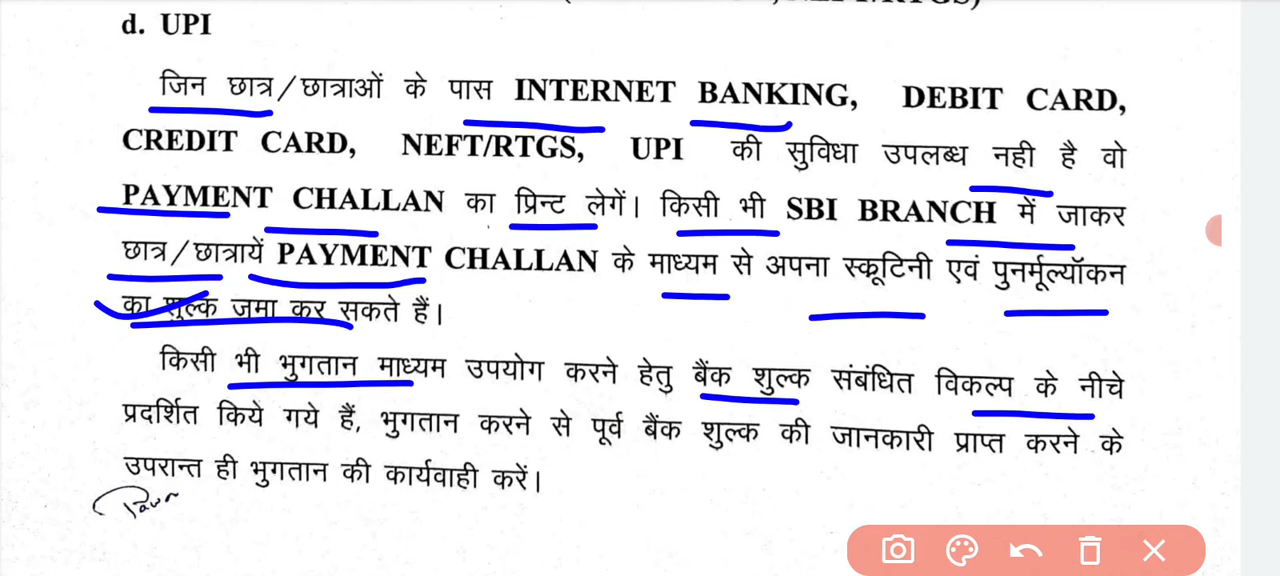 d. UPI
जिन छात्र/छात्राओं के पास INTERNET BANKING, DEBIT CARD,
CREDIT CARD, NEFT/RTGS, UPI की सुविधा उपलब्ध नही है वो
PAYMENT CHALLAN का प्रिन्ट लेगें। किसी भी SBI BRANCH में जाकर
छात्र/छात्रायें PAYMENT CHALLAN के माध्यम से अपना स्कूटिनी एवं पुनर्मूल्यॉकन
का शुल्क जमा कर सकते हैं।
किसी भी भुगतान माध्यम उपयोग करने हेतु बैंक शुल्क संबंधित विकल्प के नीचे
प्रदर्शित किये गये हैं, भुगतान करने से पूर्व बैंक शुल्क की जानकारी प्राप्त करने के
उपरान्त ही भुगतान की कार्यवाही करें।